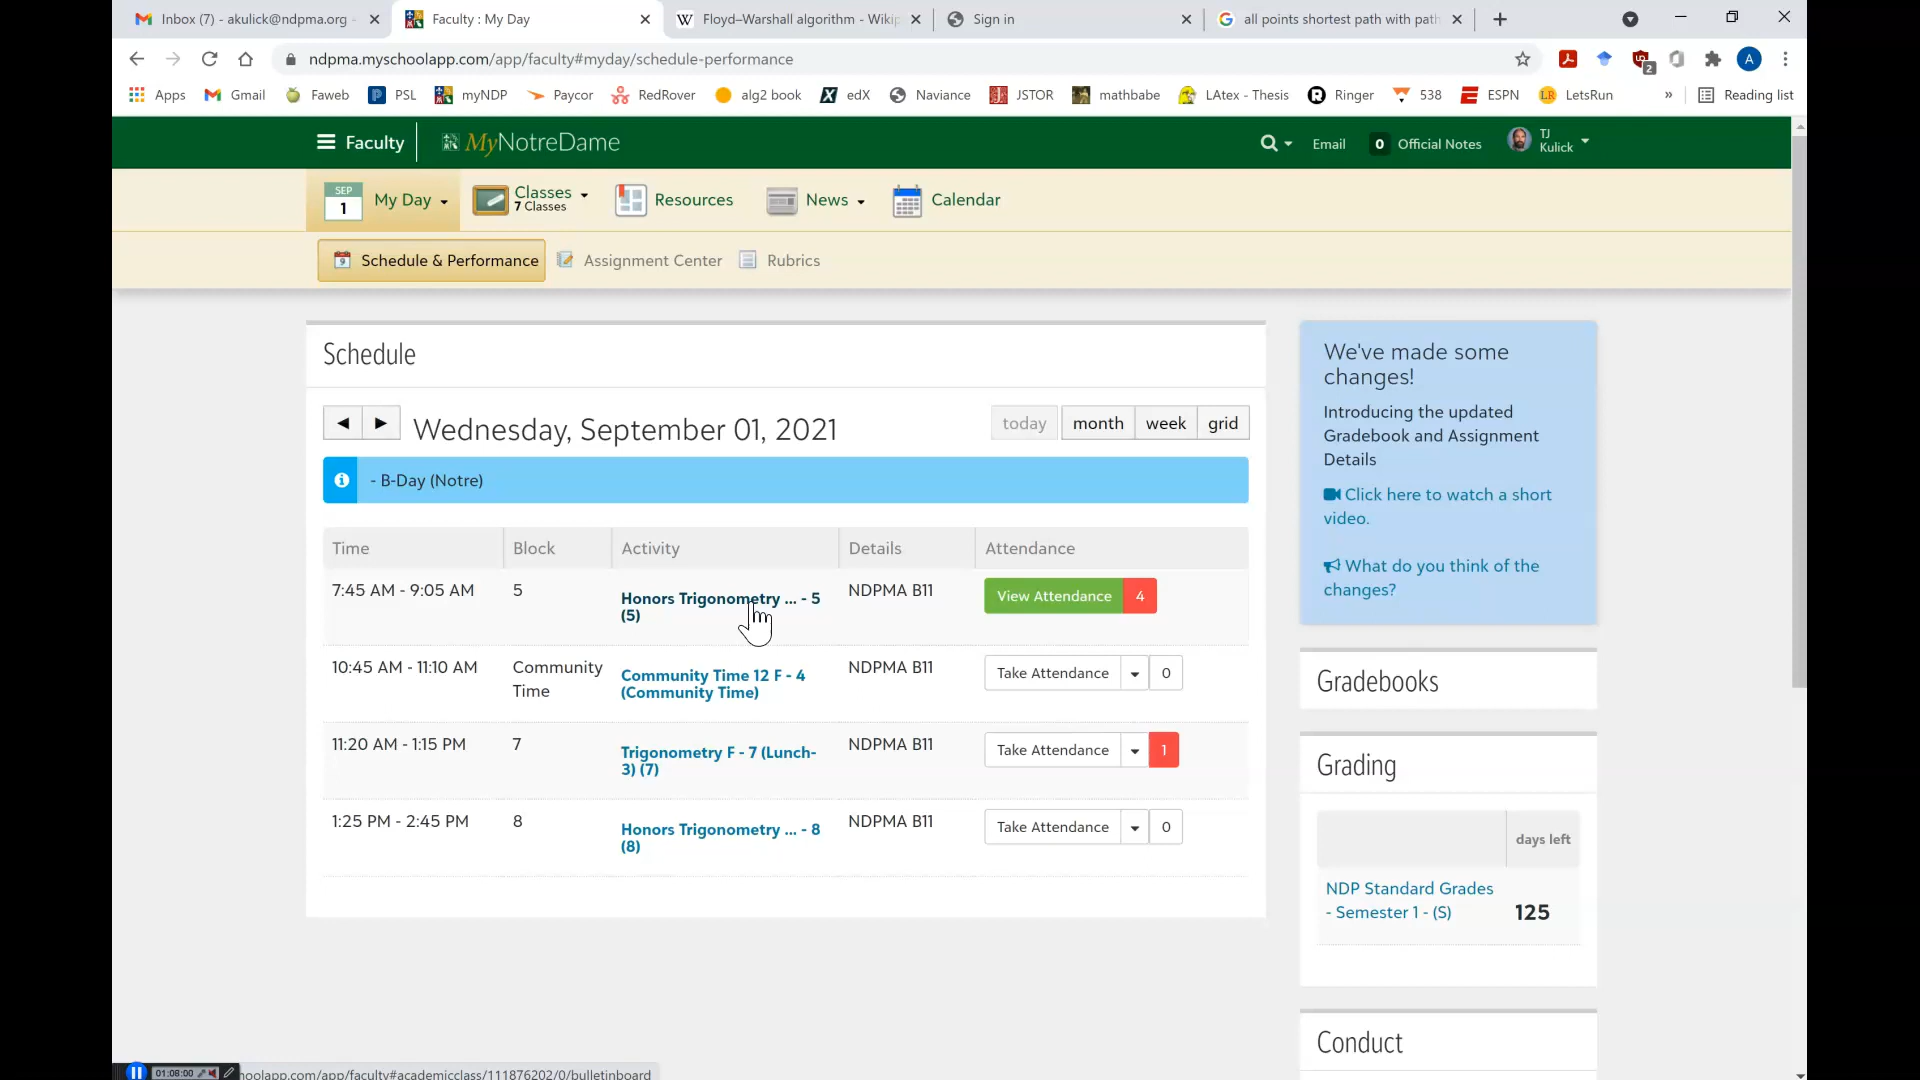 Inbox (7) - akulick@ndpma.org -
Faculty : My Day
Floyd–Warshall algorithm - Wikip
Sign in
all points shortest path with path
ndpma.myschoolapp.com/app/faculty#myday/schedule-performance
2
A
Apps
Gmail
Faweb
PSL
myNDP
Paycor
RedRover
alg2 book
edX
Naviance
JSTOR
mathbabe
LAtex - Thesis
Ringer
538
ESPN
LetsRun
»
Reading list
Faculty
MyNotreDame
Email
0 Official Notes
TJ
Kulick
SEP
1
My Day
Classes
7 Classes
Resources
News
Calendar
Schedule & Performance
Assignment Center
Rubrics
Schedule
Wednesday, September 01, 2021
today
month
week
grid
- B-Day (Notre)
Time Block Activity Details Attendance
7:45 AM - 9:05 AM 5 Honors Trigonometry ... - 5 NDPMA B11 View Attendance 4
(5)
10:45 AM - 11:10 AM Community Community Time 12 F - 4 NDPMA B11 Take Attendance 0
Time (Community Time)
11:20 AM - 1:15 PM 7 Trigonometry F - 7 (Lunch- NDPMA B11 Take Attendance 1
3) (7)
1:25 PM - 2:45 PM 8 Honors Trigonometry ... - 8 NDPMA B11 Take Attendance 0
(8)
We've made some
changes!
Introducing the updated
Gradebook and Assignment
Details
Click here to watch a short
video.
What do you think of the
changes?
Gradebooks
Grading
days left
NDP Standard Grades
- Semester 1 - (S)
125
Conduct
01:08:00
hoolapp.com/app/faculty#academicclass/111876202/0/bulletinboard